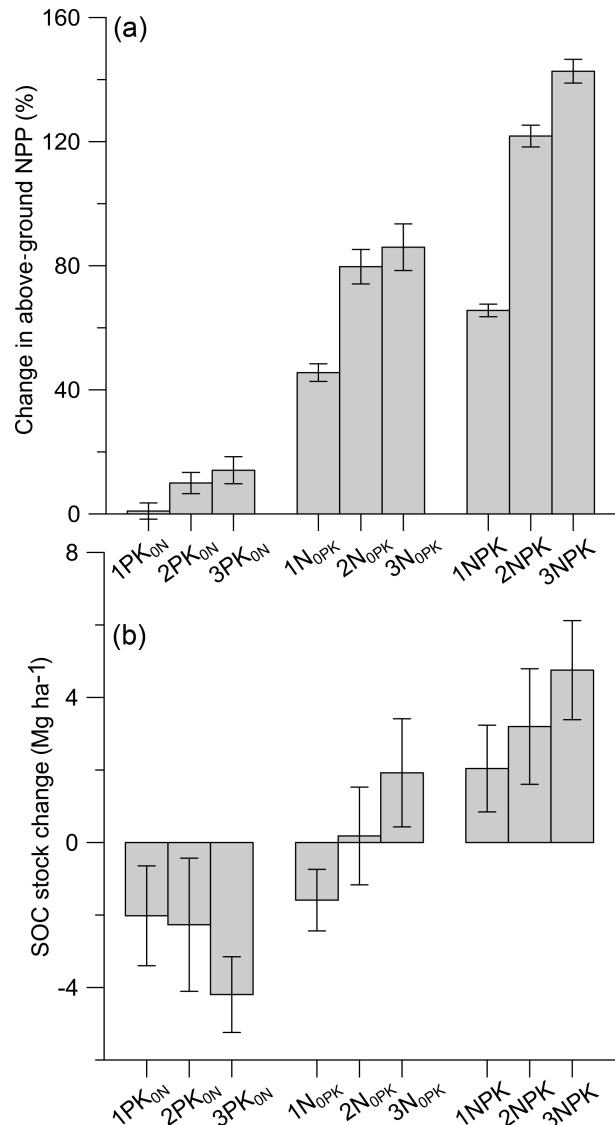 (a)
Change in above-ground NPP (%)
160
120
80
40
0
1PK₀N 2PK₀N 3PK₀N 1N₀PK 2N₀PK 3N₀PK 1NPK 2NPK 3NPK
(b)
SOC stock change (Mg ha-1)
8
4
0
-4
1PK₀N 2PK₀N 3PK₀N 1N₀PK 2N₀PK 3N₀PK 1NPK 2NPK 3NPK